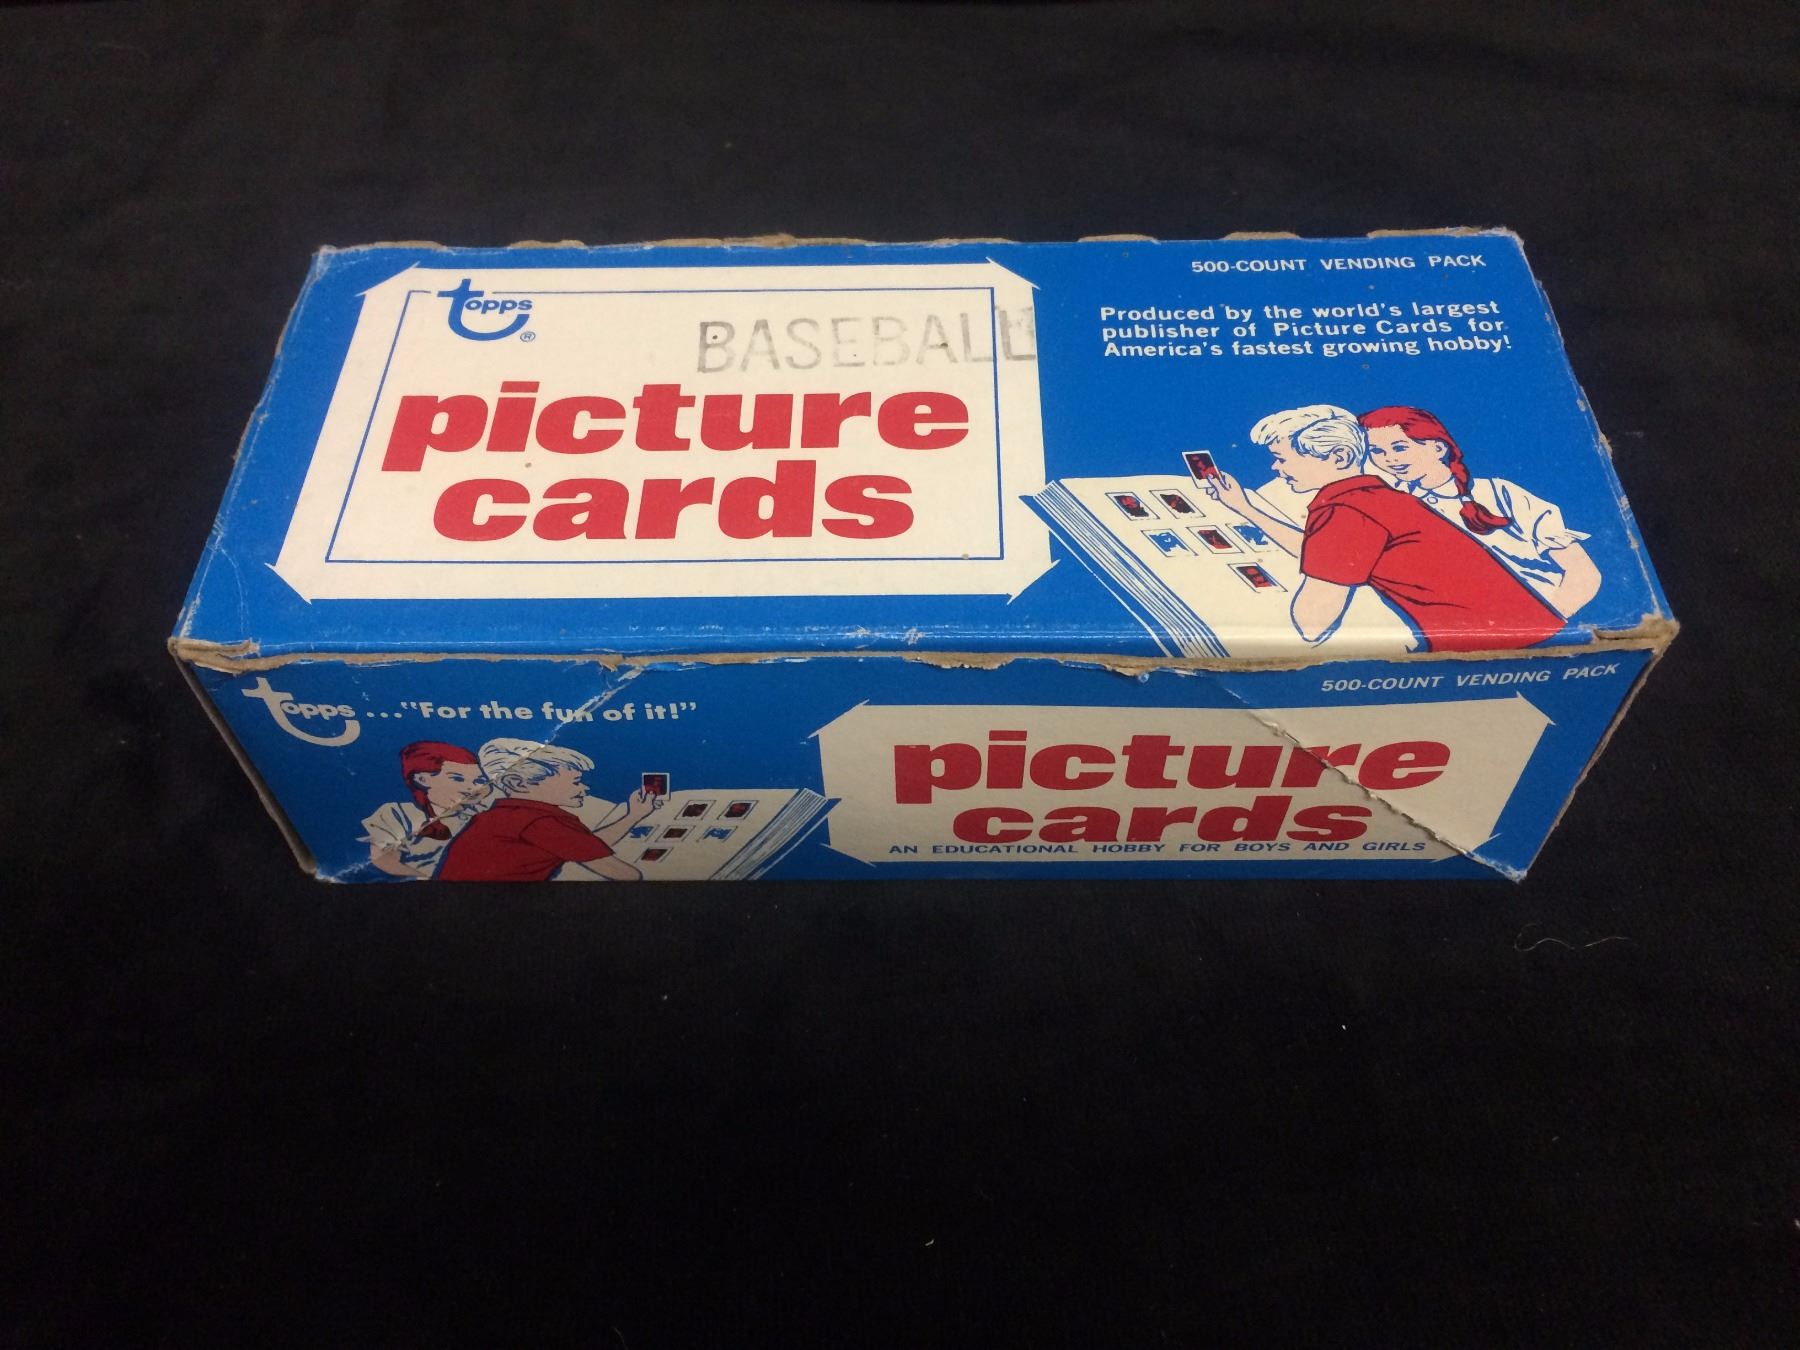 topps®
BASEBALL
picture
cards
500-COUNT VENDING PACK
Produced by the world's largest
publisher of Picture Cards for
America's fastest growing hobby!
topps..."For the fun of it!"
500-COUNT VENDING PACK
picture
cards
AN EDUCATIONAL HOBBY FOR BOYS AND GIRLS